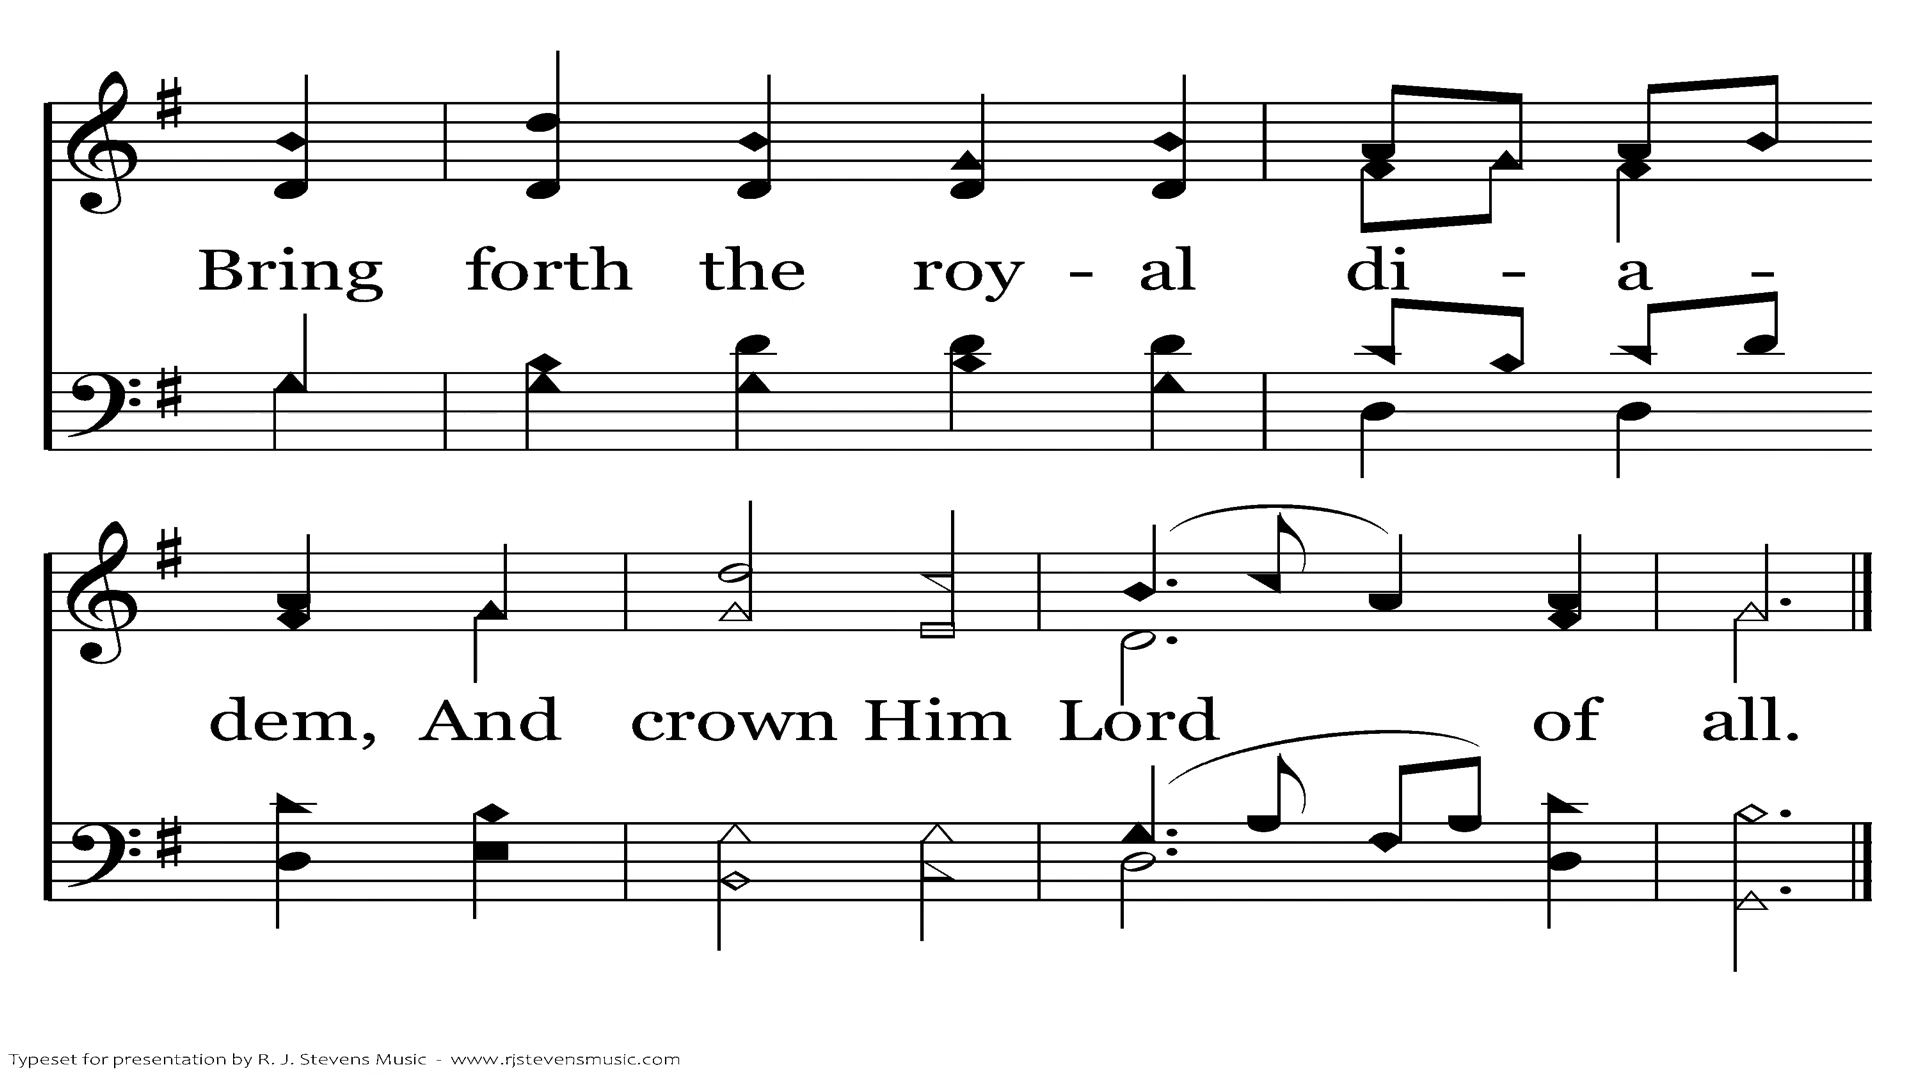 Bring forth the roy - al di - a -
dem, And crown Him Lord of all.
Typeset for presentation by R. J. Stevens Music - www.rjstevensmusic.com